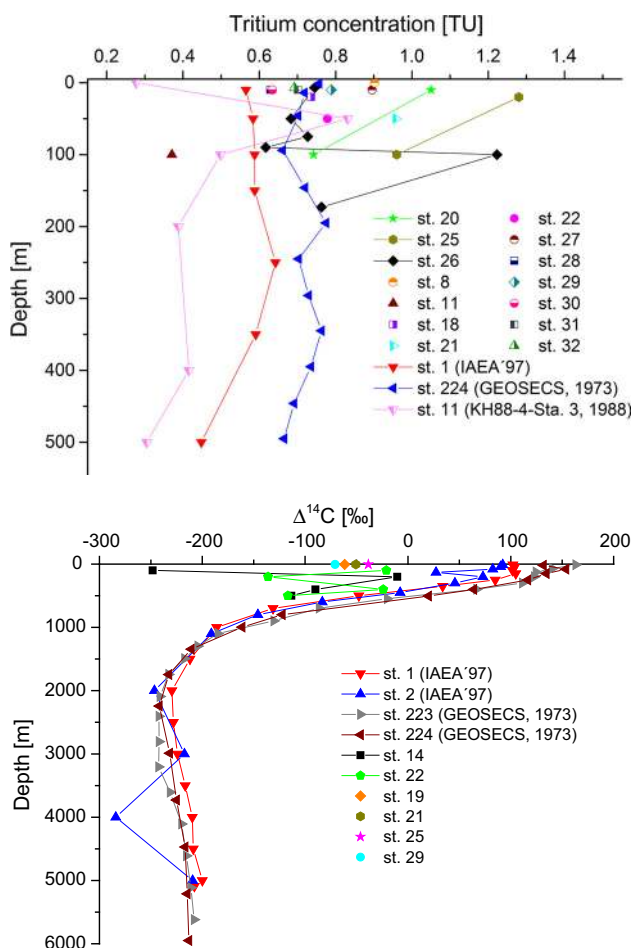 Tritium concentration [TU]
0.2 0.4 0.6 0.8 1.0 1.2 1.4
0
100
200
300
400
500
Depth [m]
st. 20 st. 22
st. 25 st. 27
st. 26 st. 28
st. 8 st. 29
st. 11 st. 30
st. 18 st. 31
st. 21 st. 32
st. 1 (IAEA´97)
st. 224 (GEOSECS, 1973)
st. 11 (KH88-4-Sta. 3, 1988)
Δ¹⁴C [‰]
-300 -200 -100 0 100 200
0
1000
2000
3000
4000
5000
6000
Depth [m]
st. 1 (IAEA´97)
st. 2 (IAEA´97)
st. 223 (GEOSECS, 1973)
st. 224 (GEOSECS, 1973)
st. 14
st. 22
st. 19
st. 21
st. 25
st. 29